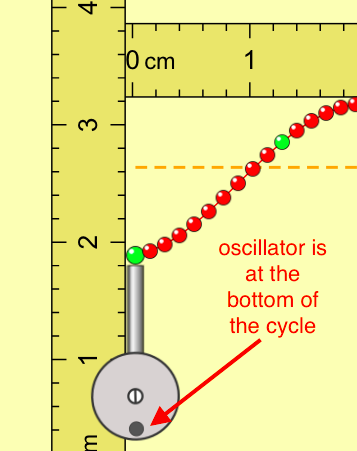 4
0 cm
1
3
2
oscillator is
at the
bottom of
the cycle
1
m